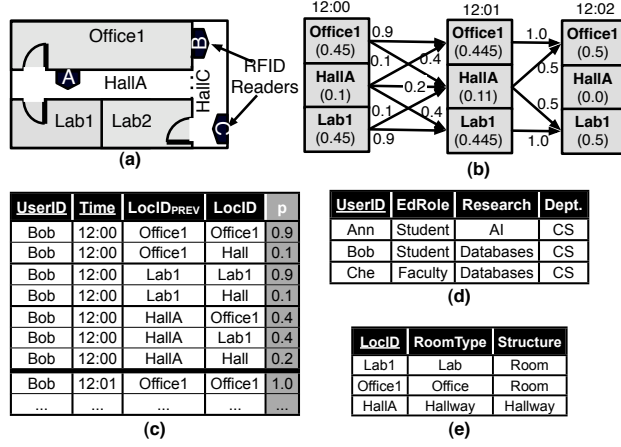 Office1
B
A
HallA
HallC
RFID
Readers
Lab1 Lab2
C
(a)
12:00 12:01 12:02
Office1 0.9 Office1 1.0 Office1
(0.45) (0.445) (0.5)
0.1 0.4 0.5
HallA 0.2 HallA HallA
(0.1) (0.11) (0.0)
0.1 0.4 0.5
Lab1 Lab1 Lab1
(0.45) 0.9 (0.445) 1.0 (0.5)
(b)
UserID Time LocIDPREV LocID p
Bob 12:00 Office1 Office1 0.9
Bob 12:00 Office1 Hall 0.1
Bob 12:00 Lab1 Lab1 0.9
Bob 12:00 Lab1 Hall 0.1
Bob 12:00 HallA Office1 0.4
Bob 12:00 HallA Lab1 0.4
Bob 12:00 HallA Hall 0.2
Bob 12:01 Office1 Office1 1.0
... ... ... ... ...
(c)
UserID EdRole Research Dept.
Ann Student AI CS
Bob Student Databases CS
Che Faculty Databases CS
(d)
LocID RoomType Structure
Lab1 Lab Room
Office1 Office Room
HallA Hallway Hallway
(e)